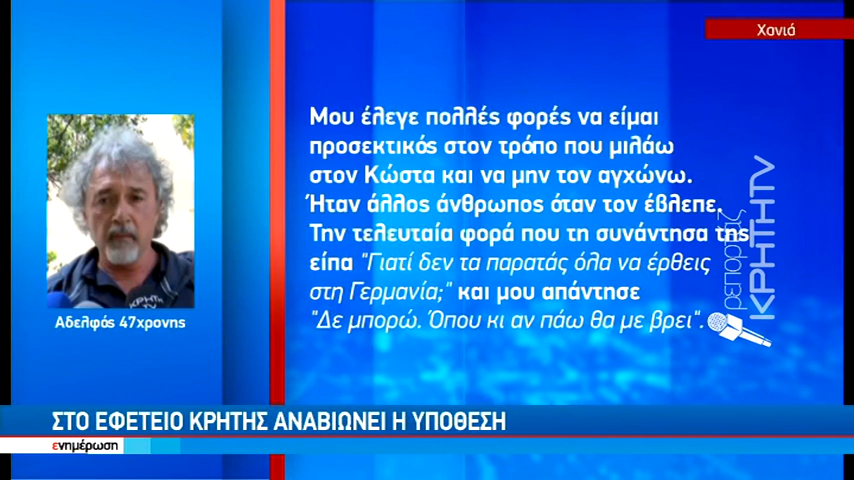 Χανιά
Μου έλεγε πολλές φορές να είμαι
προσεκτικός στον τρόπο που μιλάω
στον Κώστα και να μην τον αγχώνω.
Ήταν άλλος άνθρωπος όταν τον έβλεπε.
Την τελευταία φορά που τη συνάντησα της
είπα "Γιατί δεν τα παρατάς όλα να έρθεις
στη Γερμανία;" και μου απάντησε
"Δε μπορώ. Όπου κι αν πάω θα με βρει".
ρεπορτάζ
ΚΡΗΤΗTV
ΚΡΗΤΗ
TV
Αδελφός 47χρονης
ΣΤΟ ΕΦΕΤΕΙΟ ΚΡΗΤΗΣ ΑΝΑΒΙΩΝΕΙ Η ΥΠΟΘΕΣΗ
ενημέρωση